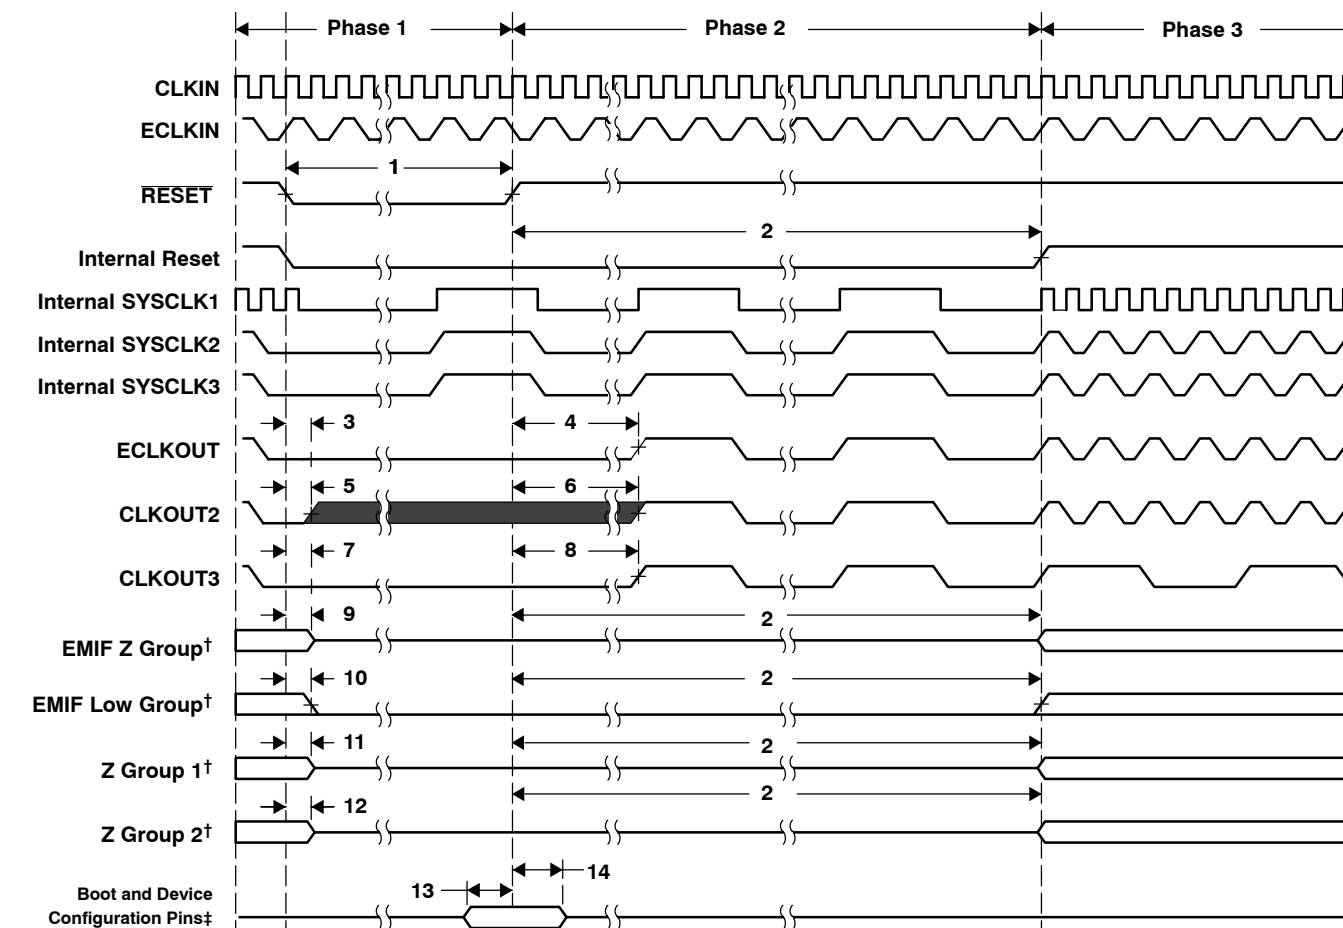 Phase 1 Phase 2 Phase 3
CLKIN
ECLKIN
1
RESET
2
Internal Reset
Internal SYSCLK1
Internal SYSCLK2
Internal SYSCLK3
3 4
ECLKOUT
5 6
CLKOUT2
7 8
CLKOUT3
9 2
EMIF Z Group†
10 2
EMIF Low Group†
11 2
Z Group 1†
2
12
Z Group 2†
14
13
Boot and Device
Configuration Pins‡